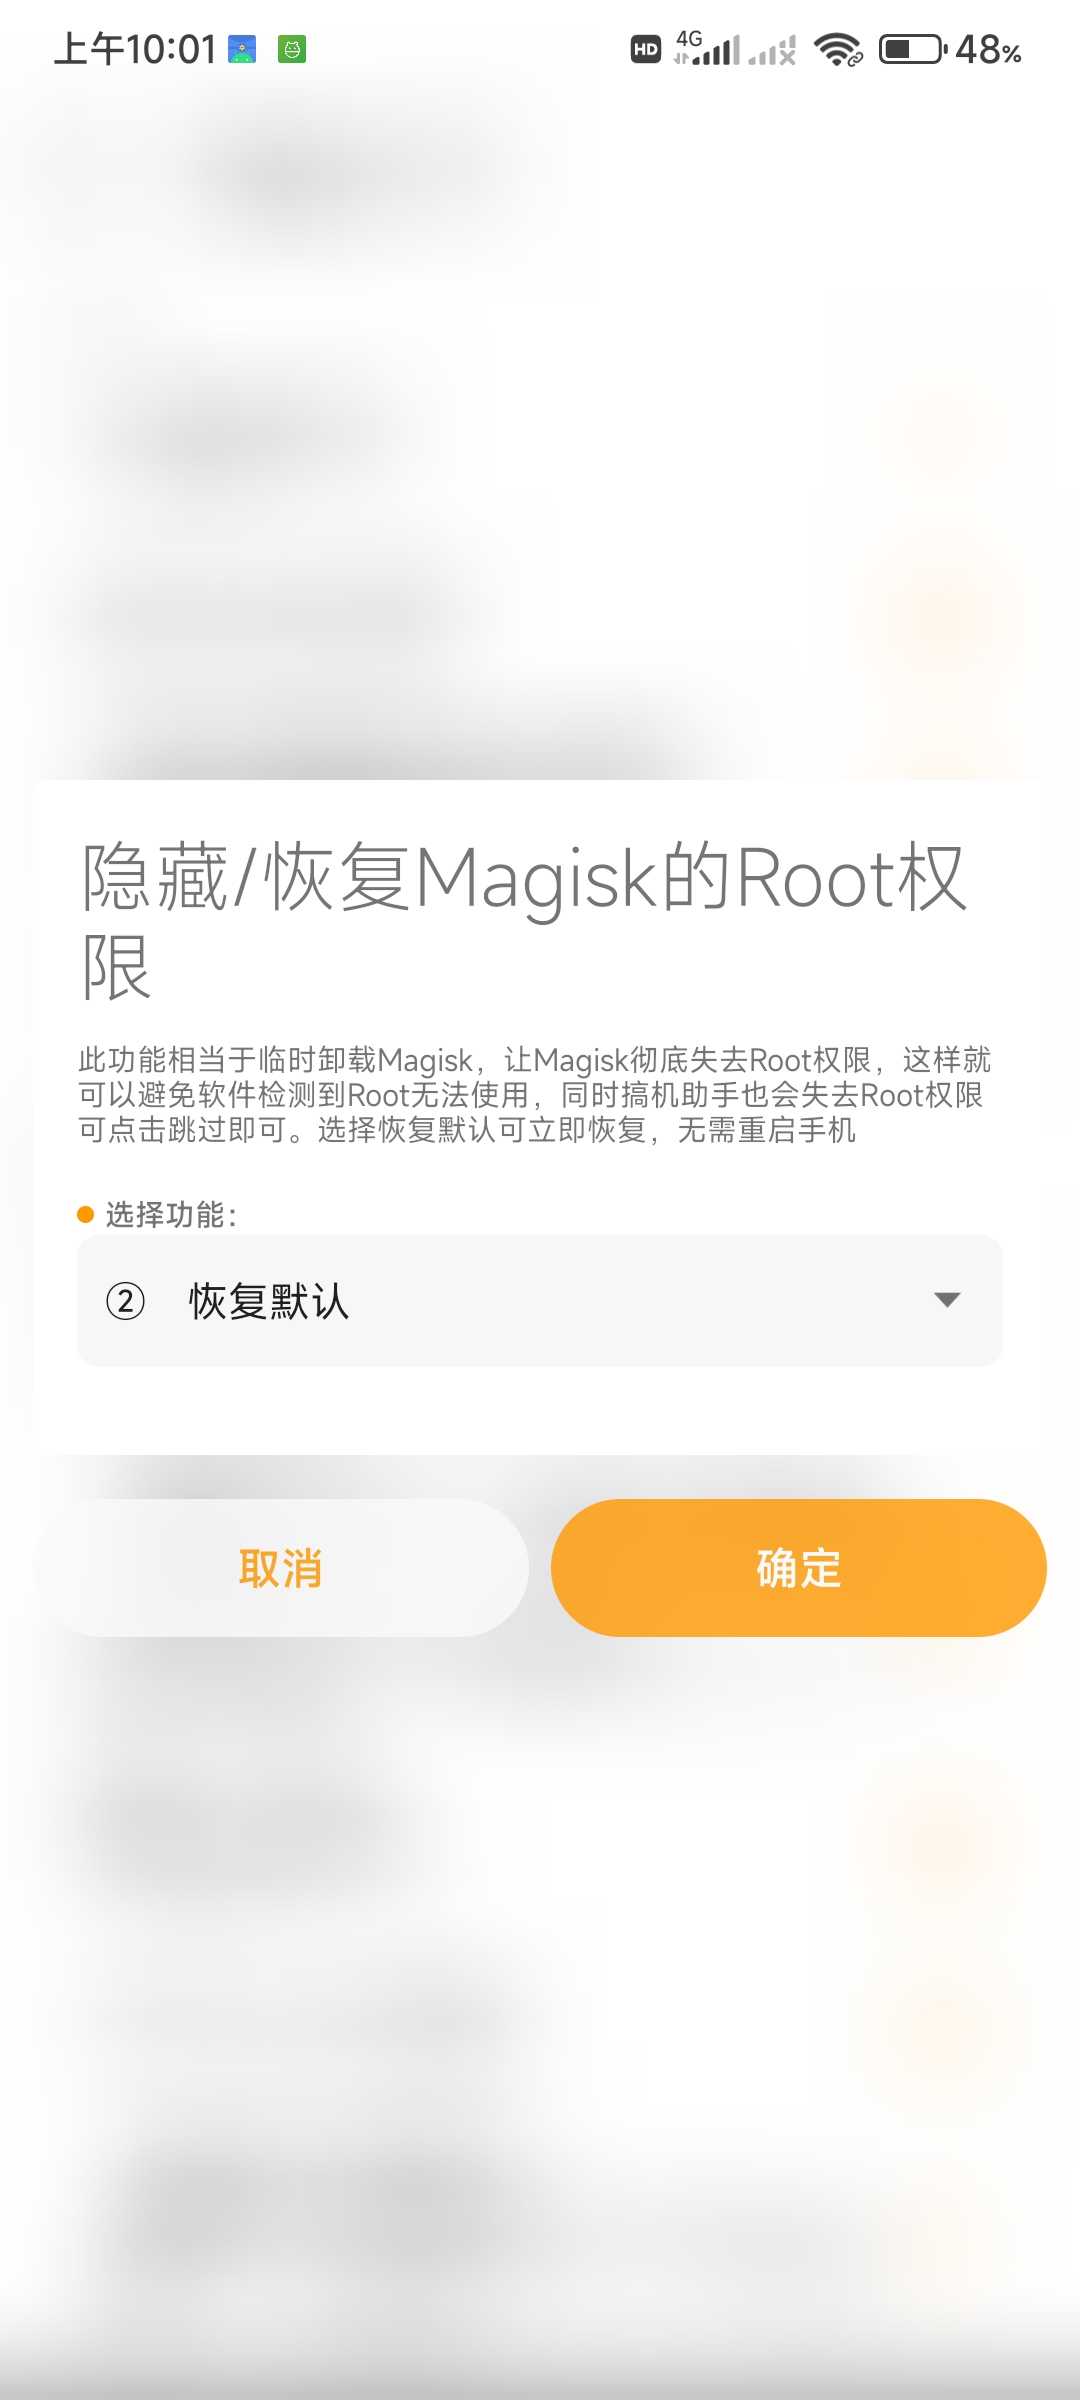 上午10:01 HD 4G 48%
隐藏/恢复Magisk的Root权
限
此功能相当于临时卸载Magisk，让Magisk彻底失去Root权限，这样就
可以避免软件检测到Root无法使用，同时搞机助手也会失去Root权限
可点击跳过即可。选择恢复默认可立即恢复，无需重启手机
选择功能：
② 恢复默认
取消 确定